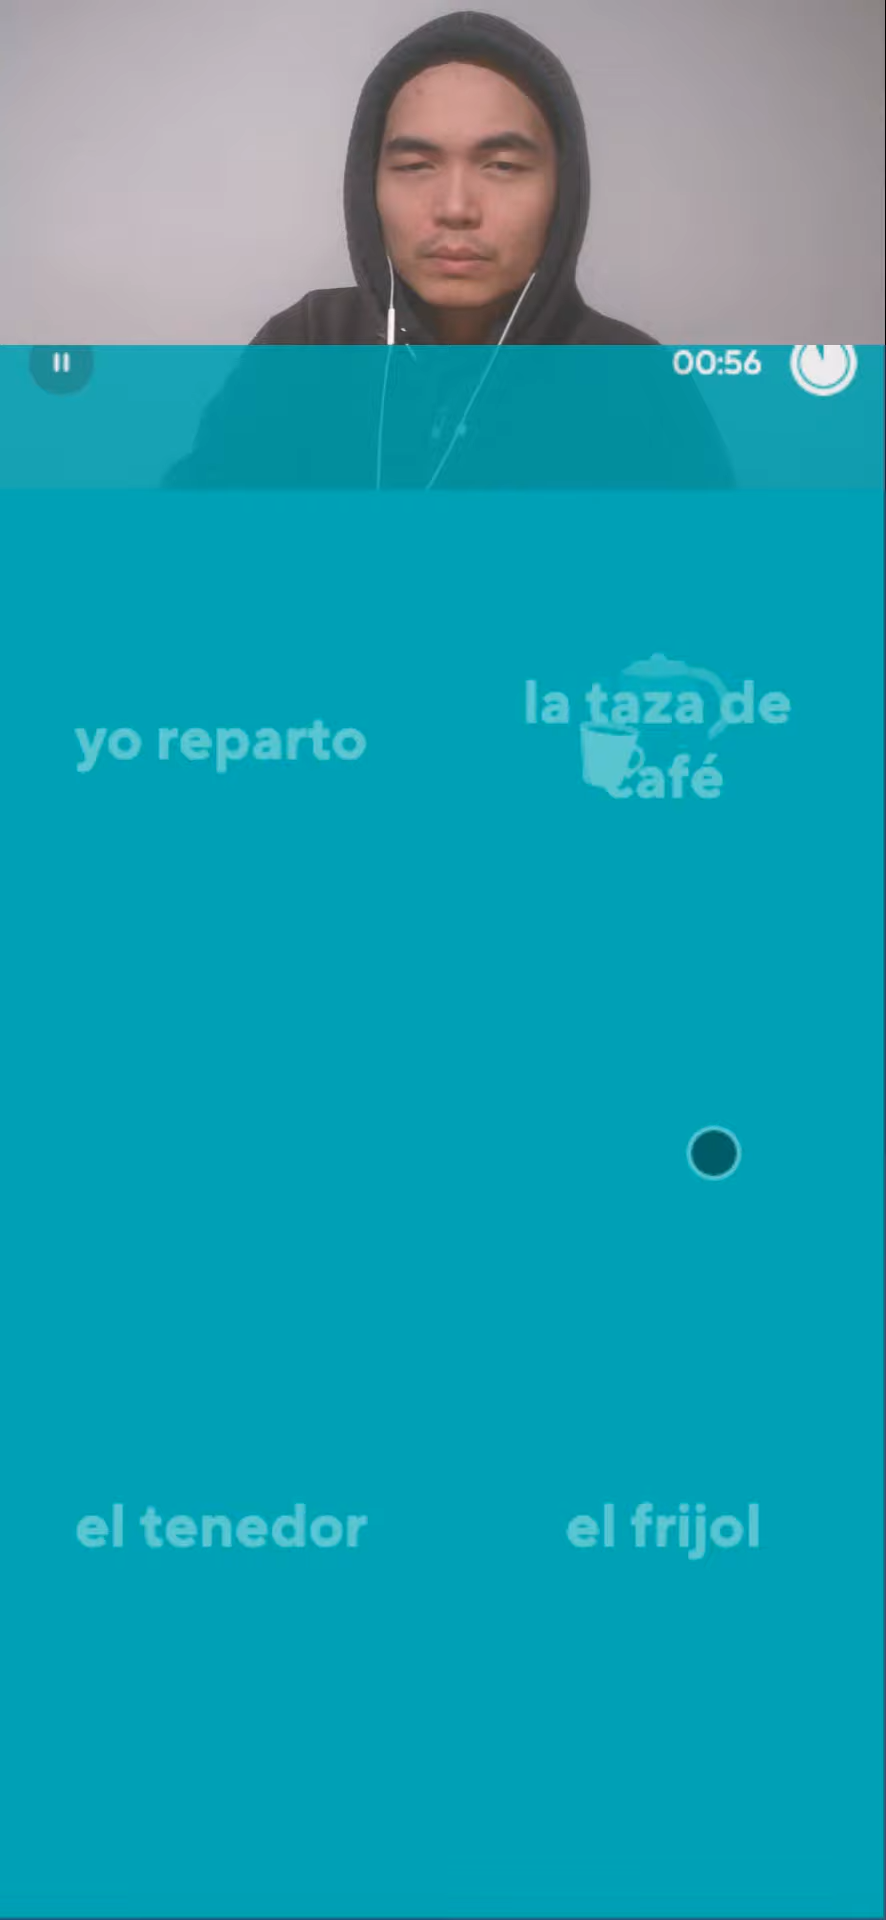 00:56
yo reparto
la taza de
café
el tenedor
el frijol